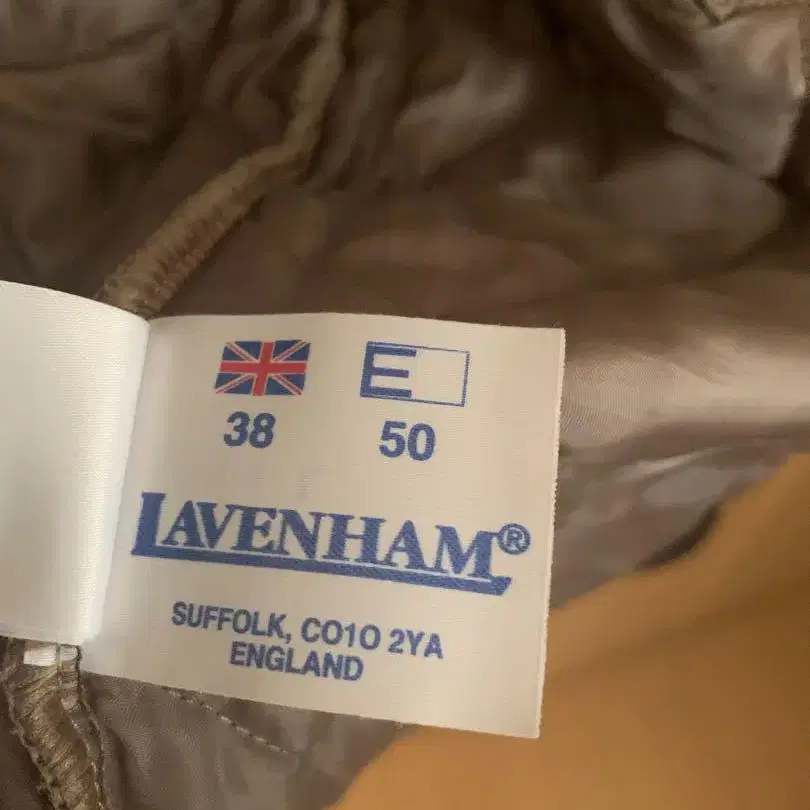 E
38 50
LAVENHAM®
SUFFOLK, CO10 2YA
ENGLAND